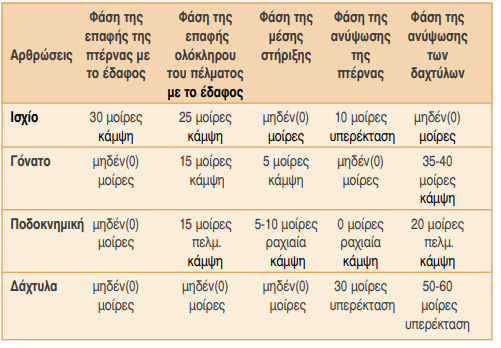 Αρθρώσεις
Φάση της επαφής της πτέρνας με το έδαφος
Φάση της επαφής ολόκληρου του πέλματος με το έδαφος
Φάση της μέσης στήριξης
Φάση της ανύψωσης της πτέρνας
Φάση της ανύψωσης των δαχτύλων
Ισχίο
30 μοίρες κάμψη
25 μοίρες κάμψη
μηδέν(0) μοίρες
10 μοίρες υπερέκταση
μηδέν(0) μοίρες
Γόνατο
μηδέν(0) μοίρες
15 μοίρες κάμψη
5 μοίρες κάμψη
μηδέν(0) μοίρες
35-40 μοίρες κάμψη
Ποδοκνημική
μηδέν(0) μοίρες
15 μοίρες πελμ. κάμψη
5-10 μοίρες ραχιαία κάμψη
0 μοίρες ραχιαία κάμψη
20 μοίρες πελμ. κάμψη
Δάχτυλα
μηδέν(0) μοίρες
μηδέν(0) μοίρες
μηδέν(0) μοίρες
30 μοίρες υπερέκταση
50-60 μοίρες υπερέκταση